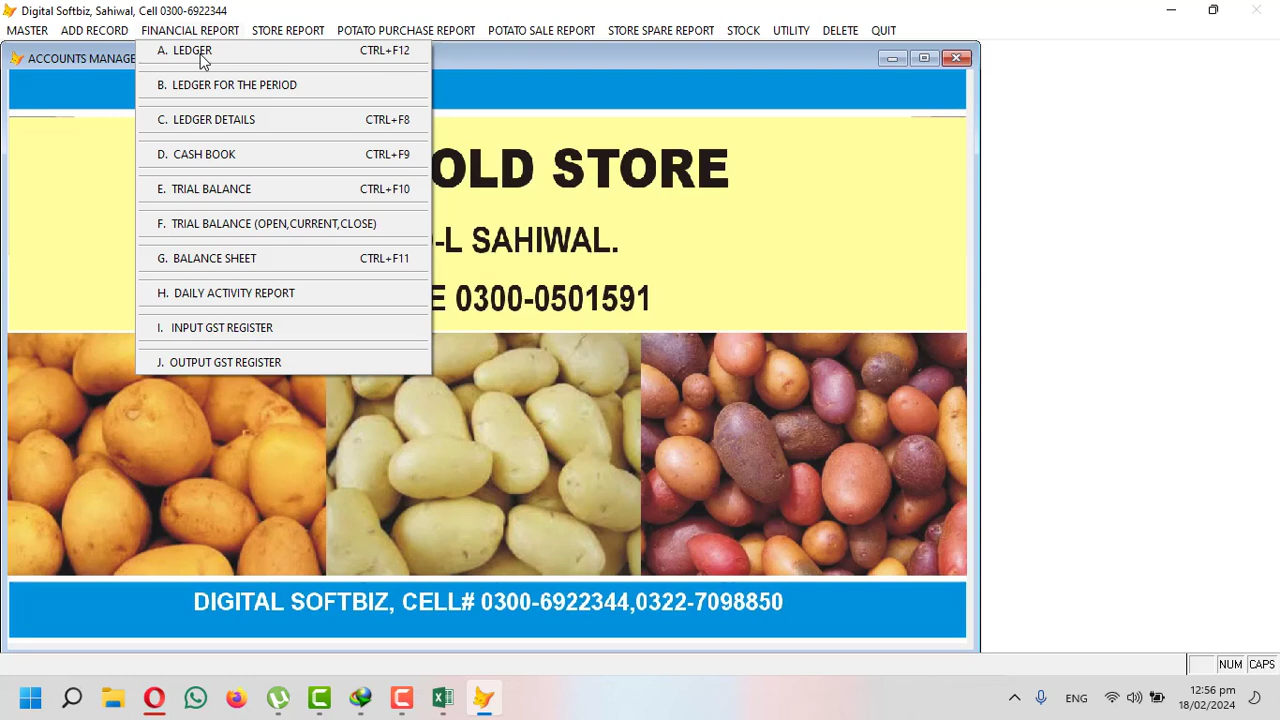 Digital Softbiz, Sahiwal, Cell 03006922344
MASTER ADD RECORD FINANCIAL REPORT STORE REPORT POTATO PURCHASE REPORT POTATO SALE REPORT STORE SPARE REPORT STOCK UTILITY DELETE QUIT
ACCOUNTS MANAGE
A. LEDGER CTRL+F12
B. LEDGER FOR THE PERIOD
C. LEDGER DETAILS CTRL+F8
D. CASH BOOK CTRL+F9
E. TRIAL BALANCE CTRL+F10
F. TRIAL BALANCE (OPEN,CURRENT,CLOSE)
G. BALANCE SHEET CTRL+F11
H. DAILY ACTIVITY REPORT
I. INPUT GST REGISTER
J. OUTPUT GST REGISTER
OLD STORE
-L SAHIWAL.
E 0300-0501591
DIGITAL SOFTBIZ, CELL# 0300-6922344,0322-7098850
NUM CAPS
ENG
12:56 pm
18/02/2024